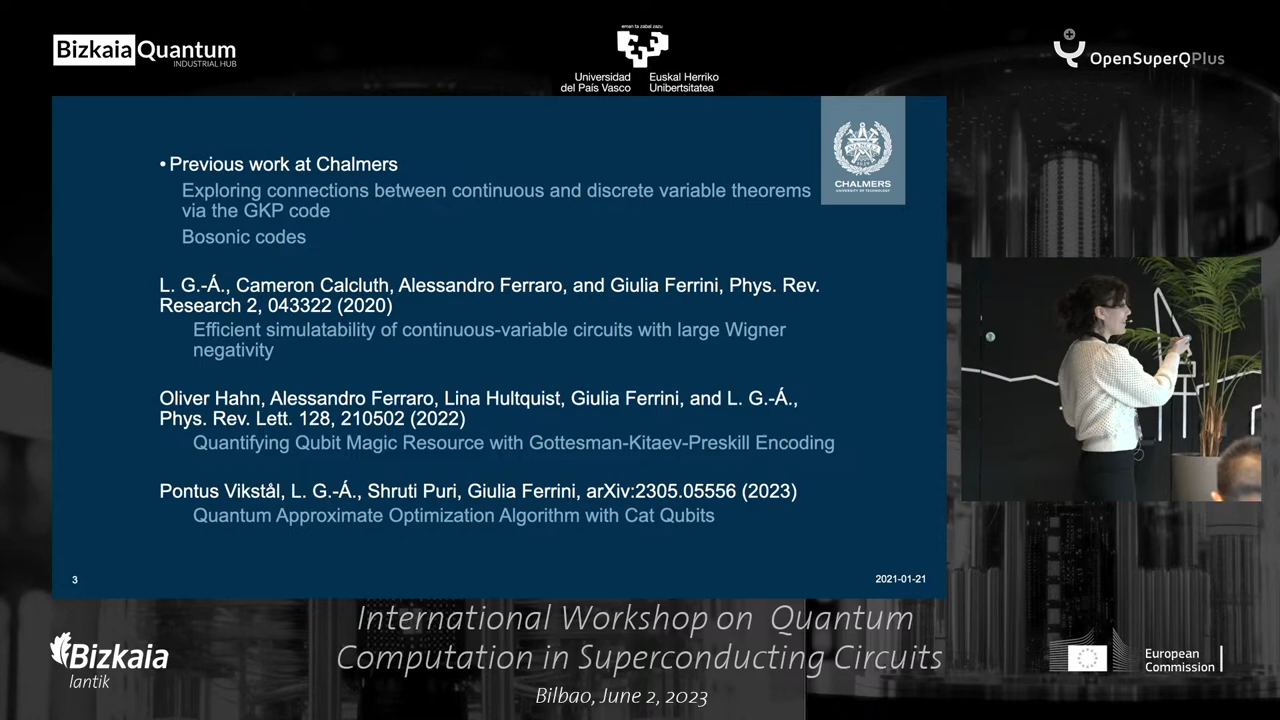 eman ta zabal zazu
BizkaiaQuantum
INDUSTRIAL HUB
Universidad
del País Vasco
Euskal Herriko
Unibertsitatea
OpenSuperQPlus
• Previous work at Chalmers
Exploring connections between continuous and discrete variable theorems
via the GKP code
Bosonic codes
CHALMERS
UNIVERSITY OF TECHNOLOGY
L. G.-Á., Cameron Calcluth, Alessandro Ferraro, and Giulia Ferrini, Phys. Rev.
Research 2, 043322 (2020)
Efficient simulatability of continuous-variable circuits with large Wigner
negativity
Oliver Hahn, Alessandro Ferraro, Lina Hultquist, Giulia Ferrini, and L. G.-Á.,
Phys. Rev. Lett. 128, 210502 (2022)
Quantifying Qubit Magic Resource with Gottesman-Kitaev-Preskill Encoding
Pontus Vikstål, L. G.-Á., Shruti Puri, Giulia Ferrini, arXiv:2305.05556 (2023)
Quantum Approximate Optimization Algorithm with Cat Qubits
3
2021-01-21
International Workshop on Quantum
Computation in Superconducting Circuits
Bilbao, June 2, 2023
Bizkaia
lantik
European
Commission